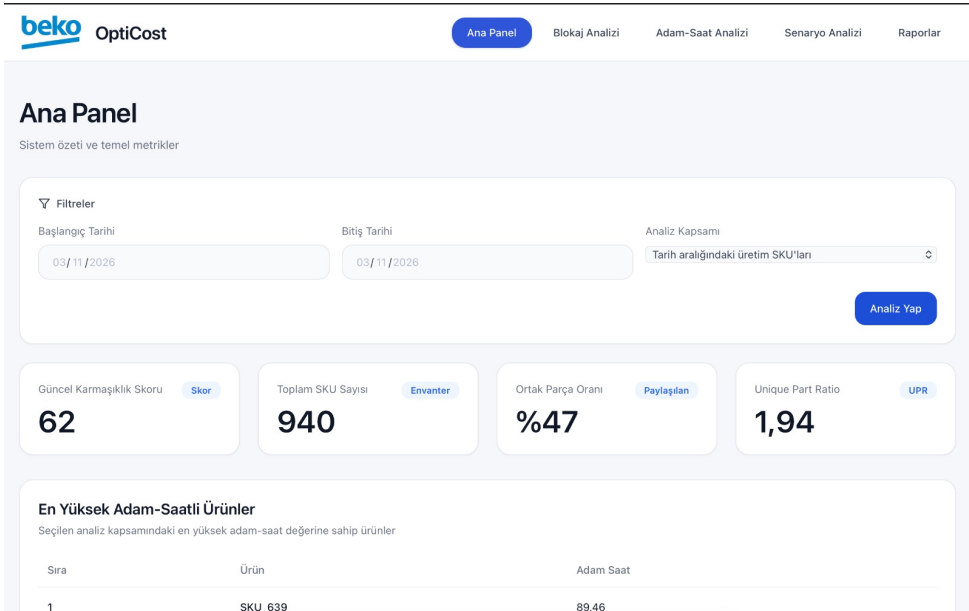 beko OptiCost
Ana Panel Blokaj Analizi Adam-Saat Analizi Senaryo Analizi Raporlar
Ana Panel
Sistem özeti ve temel metrikler
Filtreler
Başlangıç Tarihi Bitiş Tarihi Analiz Kapsamı
03/11/2026 03/11/2026 Tarih aralığındaki üretim SKU'ları
Analiz Yap
Güncel Karmaşıklık Skoru Skor
62
Toplam SKU Sayısı Envanter
940
Ortak Parça Oranı Paylaşılan
%47
Unique Part Ratio UPR
1,94
En Yüksek Adam-Saatli Ürünler
Seçilen analiz kapsamındaki en yüksek adam-saat değerine sahip ürünler
Sıra Ürün Adam Saat
1 SKU_639 89,46